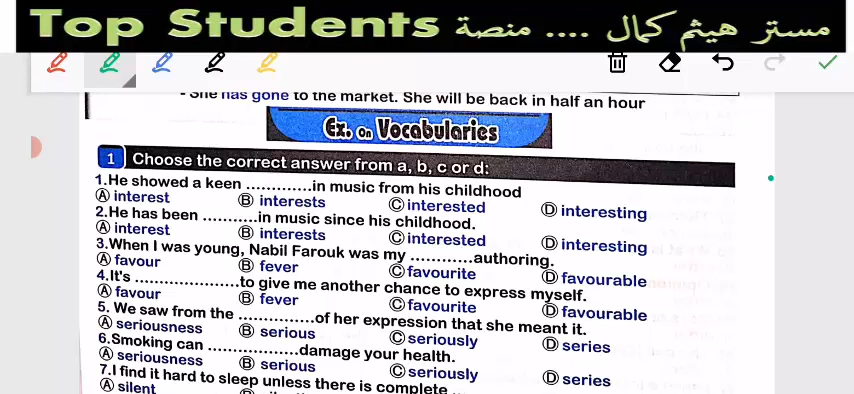 Top Students مستر هيثم كمال .... منصة
- She has gone to the market. She will be back in half an hour
Ex. on Vocabularies
1 Choose the correct answer from a, b, c or d:
1.He showed a keen .............in music from his childhood
Ⓐ interest Ⓑ interests Ⓒ interested Ⓓ interesting
2.He has been ...........in music since his childhood.
Ⓐ interest Ⓑ interests Ⓒ interested Ⓓ interesting
3.When I was young, Nabil Farouk was my ............authoring.
Ⓐ favour Ⓑ fever Ⓒ favourite Ⓓ favourable
4.It's .....................to give me another chance to express myself.
Ⓐ favour Ⓑ fever Ⓒ favourite Ⓓ favourable
5. We saw from the ...............of her expression that she meant it.
Ⓐ seriousness Ⓑ serious Ⓒ seriously Ⓓ series
6.Smoking can ..................damage your health.
Ⓐ seriousness Ⓑ serious Ⓒ seriously Ⓓ series
7.I find it hard to sleep unless there is complete ..
Ⓐ silent Ⓑ